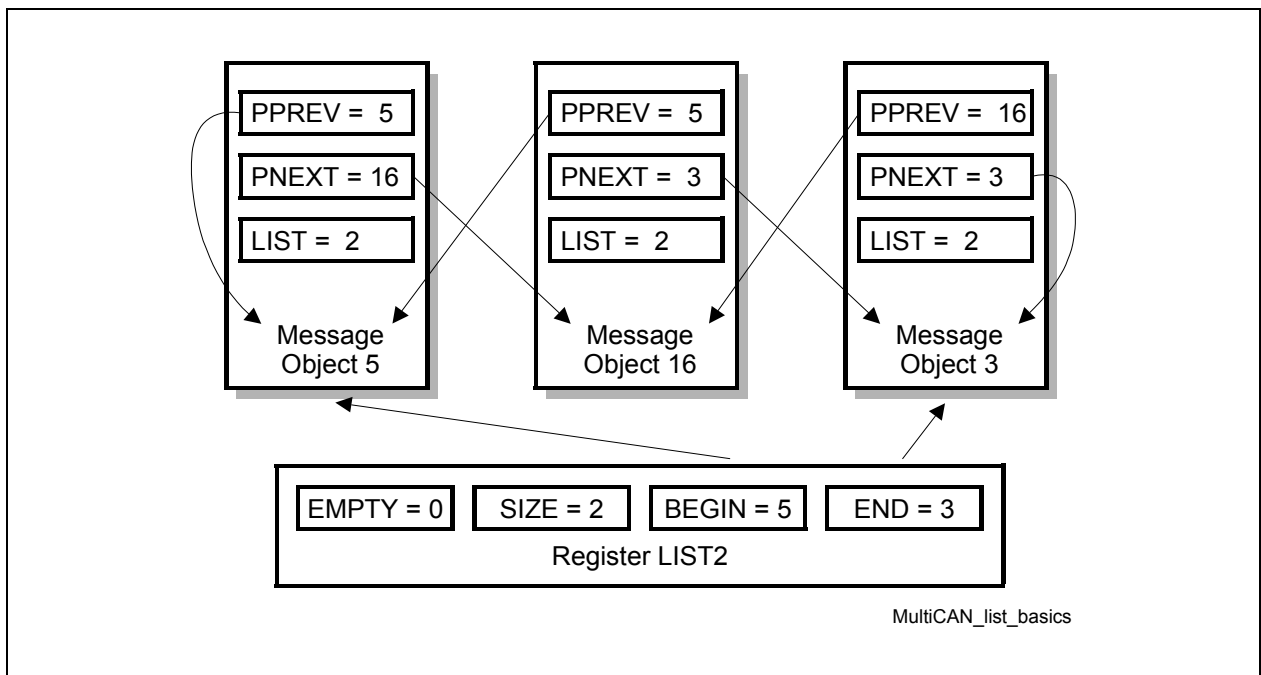 PPREV = 5
PNEXT = 16
LIST = 2
Message
Object 5
PPREV = 5
PNEXT = 3
LIST = 2
Message
Object 16
PPREV = 16
PNEXT = 3
LIST = 2
Message
Object 3
EMPTY = 0 SIZE = 2 BEGIN = 5 END = 3
Register LIST2
MultiCAN_list_basics